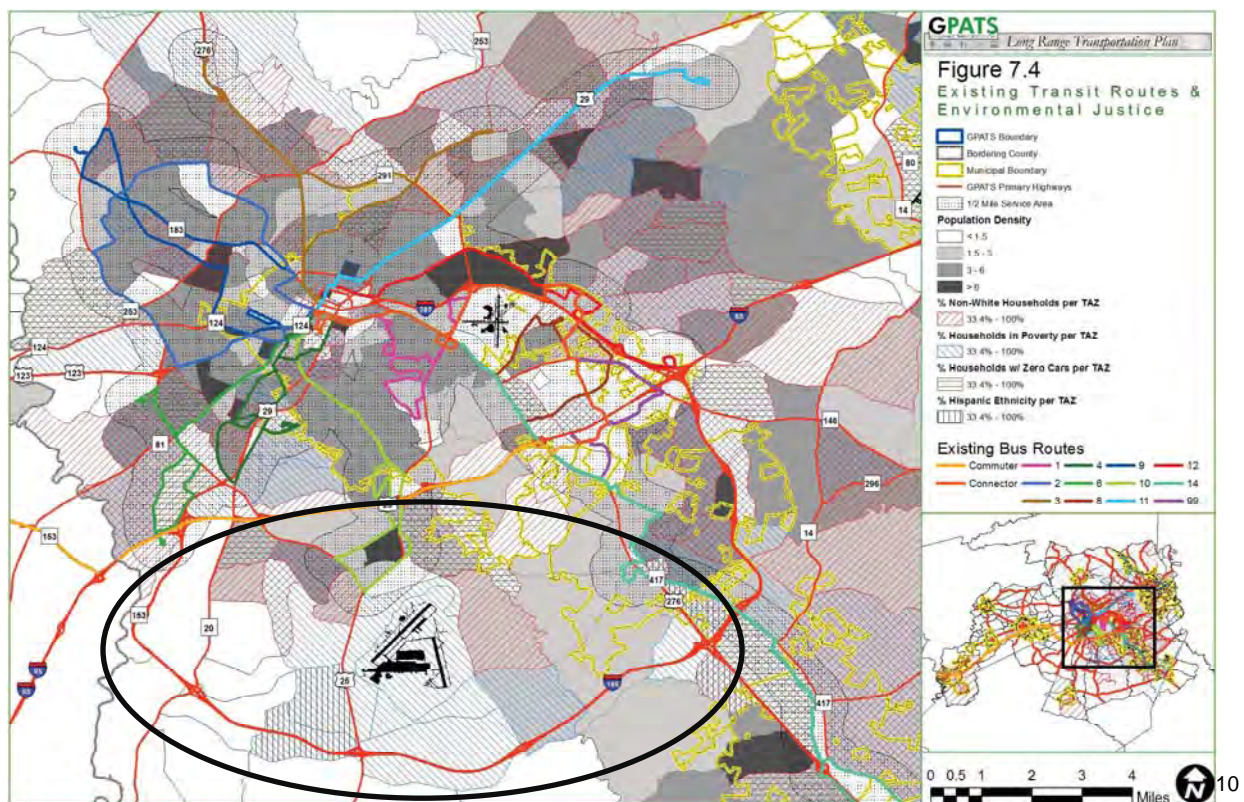 GPATS
Long Range Transportation Plan
Figure 7.4
Existing Transit Routes &
Environmental Justice
GPATS Boundary
Bordering County
Municipal Boundary
GPATS Primary Highways
1/2 Mile Service Area
Population Density
< 1.5
1.5 - 3
3 - 6
> 6
% Non-White Households per TAZ
33.4% - 100%
% Households in Poverty per TAZ
33.4% - 100%
% Households w/ Zero Cars per TAZ
33.4% - 100%
% Hispanic Ethnicity per TAZ
33.4% - 100%
Existing Bus Routes
Commuter 1 4 9 12
Connector 2 6 10 14
3 8 11 99
0 0.5 1 2 3 4
Miles
N
10
276
253
29
291
80
14
183
253
385
85
124
124
124
123
123
29
81
146
296
14
153
25
153
20
417
276
25
185
417
85
85